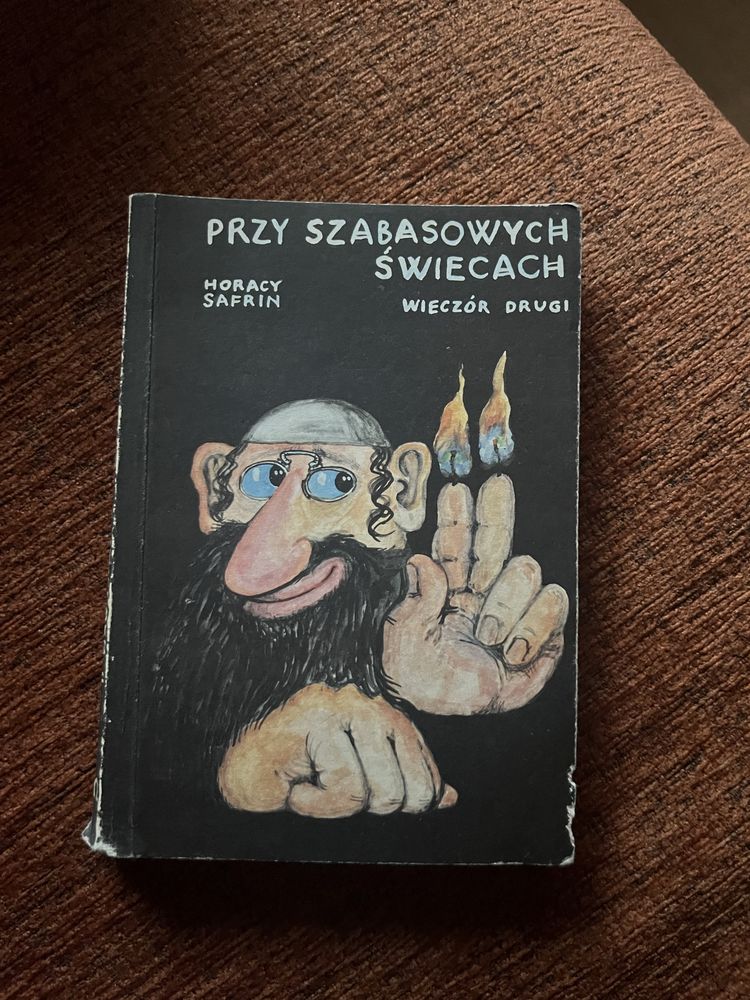 PRZY SZABASOWYCH
ŚWIECACH
HORACY
SAFRIN
WIECZÓR DRUGI